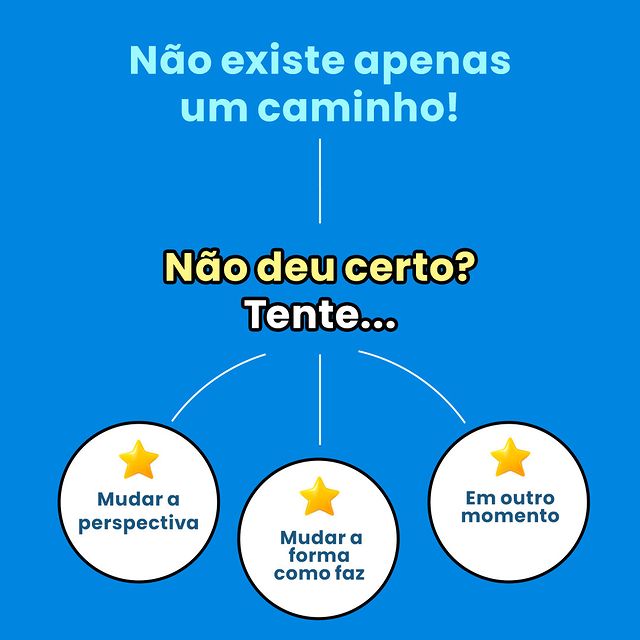 Não existe apenas
um caminho!
Não deu certo?
Tente...
Mudar a
perspectiva
Mudar a
forma
como faz
Em outro
momento